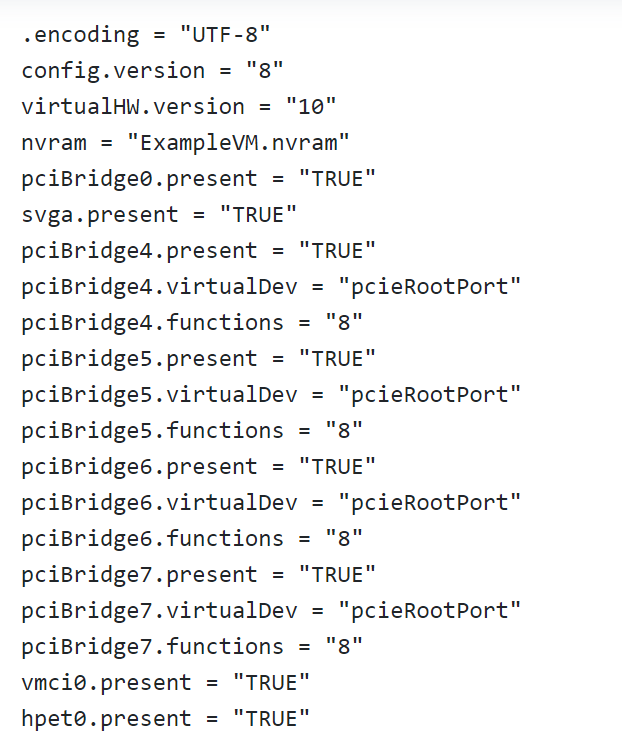 .encoding = "UTF-8"
config.version = "8"
virtualHW.version = "10"
nvram = "ExampleVM.nvram"
pciBridge0.present = "TRUE"
svga.present = "TRUE"
pciBridge4.present = "TRUE"
pciBridge4.virtualDev = "pcieRootPort"
pciBridge4.functions = "8"
pciBridge5.present = "TRUE"
pciBridge5.virtualDev = "pcieRootPort"
pciBridge5.functions = "8"
pciBridge6.present = "TRUE"
pciBridge6.virtualDev = "pcieRootPort"
pciBridge6.functions = "8"
pciBridge7.present = "TRUE"
pciBridge7.virtualDev = "pcieRootPort"
pciBridge7.functions = "8"
vmci0.present = "TRUE"
hpet0.present = "TRUE"